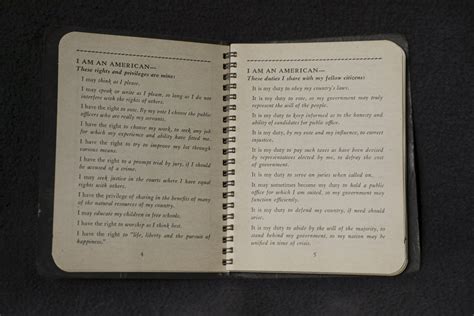 I AM AN AMERICAN—
These rights and privileges are mine:
I may think as I please.
I may speak or write as I please, so long as I do not
interfere with the rights of others.
I have the right to vote. By my vote I choose the public
officers who are really my servants.
I have the right to choose my work, to seek any job
for which my experience and ability have fitted me.
I have the right to try to improve my lot through
various means.
I have the right to a prompt trial by jury, if I should
be accused of a crime.
I may seek justice in the courts where I have equal
rights with others.
I have the privilege of sharing in the benefits of many
of the natural resources of my country.
I may educate my children in free schools.
I have the right to worship as I think best.
I have the right to "life, liberty and the pursuit of
happiness."
4
I AM AN AMERICAN—
These duties I share with my fellow citizens:
It is my duty to obey my country's laws.
It is my duty to vote, so my government may truly
represent the will of the people.
It is my duty to keep informed as to the honesty and
ability of candidates for public office.
It is my duty, by my vote and my influence, to correct
injustice.
It is my duty to pay such taxes as have been devised
by representatives elected by me, to defray the cost
of government.
It is my duty to serve on juries when called on.
It may sometimes become my duty to hold a public
office for which I am suited, so my government may
function efficiently.
It is my duty to defend my country, if need should
arise.
It is my duty to abide by the will of the majority, to
stand behind my government, so my nation may be
unified in time of crisis.
5